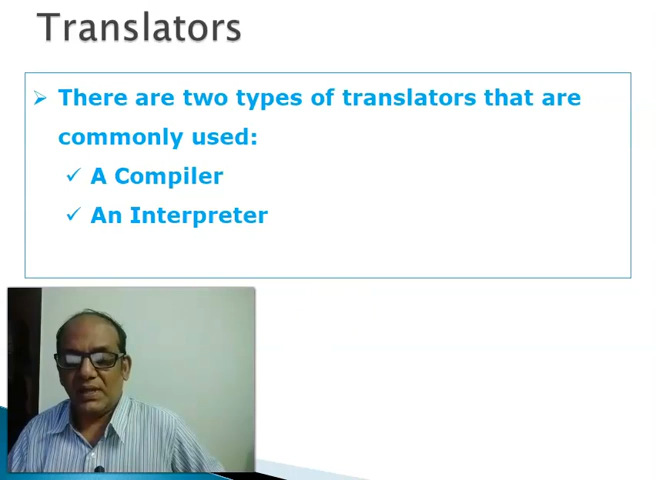 Translators
There are two types of translators that are
commonly used:
A Compiler
An Interpreter